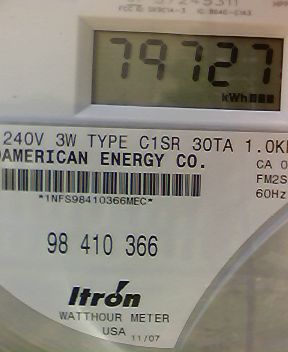 79727
kWh
240V 3W TYPE C1SR 30TA 1.0K
AMERICAN ENERGY CO.
CA 0
FM2S
60Hz
*1NFS98410366MEC*
98 410 366
Itron
WATTHOUR METER
USA 11/07